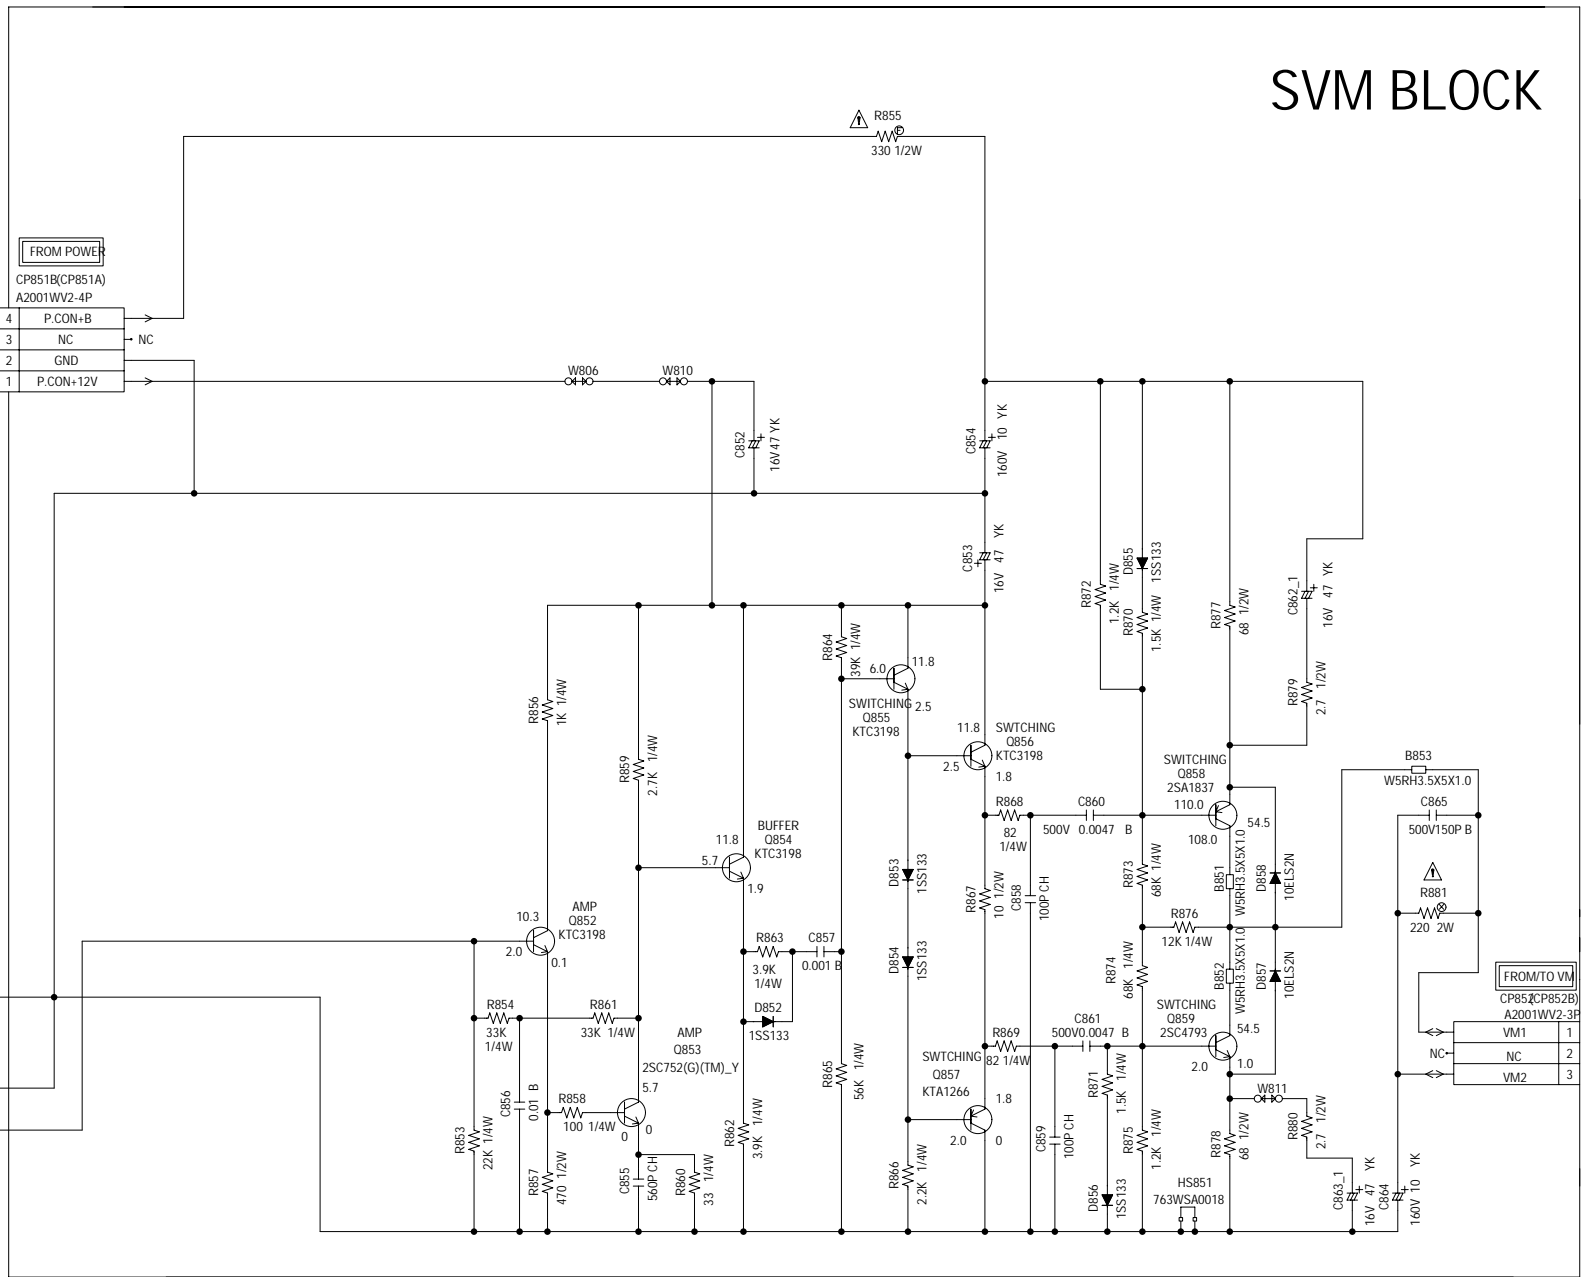 SVM BLOCK
R855
F
330 1/2W
FROM POWER
CP851B(CP851A)
A2001WV2-4P
4 P.CON+B
3 NC NC
2 GND
1 P.CON+12V
W806
W810
C852
16V 47 YK
C854
160V 10 YK
C853
16V 47 YK
R872
1.2K 1/4W
D855
1SS133
R870
1.5K 1/4W
R877
68 1/2W
C862_1
16V 47 YK
R879
2.7 1/2W
R864
39K 1/4W
6.0
11.8
2.5
SWITCHING
Q855
KTC3198
R856
1K 1/4W
R859
2.7K 1/4W
11.8
SWTCHING
Q856
KTC3198
2.5
1.8
SWITCHING
Q858
2SA1837
110.0
54.5
108.0
B853
W5RH3.5X5X1.0
C865
500V150P B
R881
220 2W
R868
82
1/4W
C860
500V 0.0047 B
BUFFER
Q854
KTC3198
11.8
5.7
1.9
D853
1SS133
R867
10 1/2W
C858
100P CH
R873
68K 1/4W
B851
W5RH3.5X5X1.0
D858
10ELS2N
AMP
Q852
KTC3198
10.3
2.0
0.1
R863
3.9K
1/4W
C857
0.001 B
D854
1SS133
R876
12K 1/4W
R874
68K 1/4W
B852
W5RH3.5X5X1.0
D857
10ELS2N
FROM/TO VM
CP852(CP852B)
A2001WV2-3P
VM1 1
NC NC 2
VM2 3
R854
33K
1/4W
R861
33K 1/4W
D852
1SS133
AMP
Q853
2SC752(G)(TM)_Y
5.7
0
0
R869
82 1/4W
C861
500V0.0047 B
SWTCHING
Q859
2SC4793
54.5
2.0
1.0
SWTCHING
Q857
KTA1266
1.8
2.0
0
R865
56K 1/4W
R871
1.5K 1/4W
W811
R880
2.7 1/2W
C856
0.01 B
R858
100 1/4W
R853
22K 1/4W
R857
470 1/2W
C855
560P CH
R860
33 1/4W
R862
3.9K 1/4W
R866
2.2K 1/4W
C859
100P CH
R875
1.2K 1/4W
R878
68 1/2W
D856
1SS133
HS851
763WSA0018
C863_1
16V 47 YK
C864
160V 10 YK